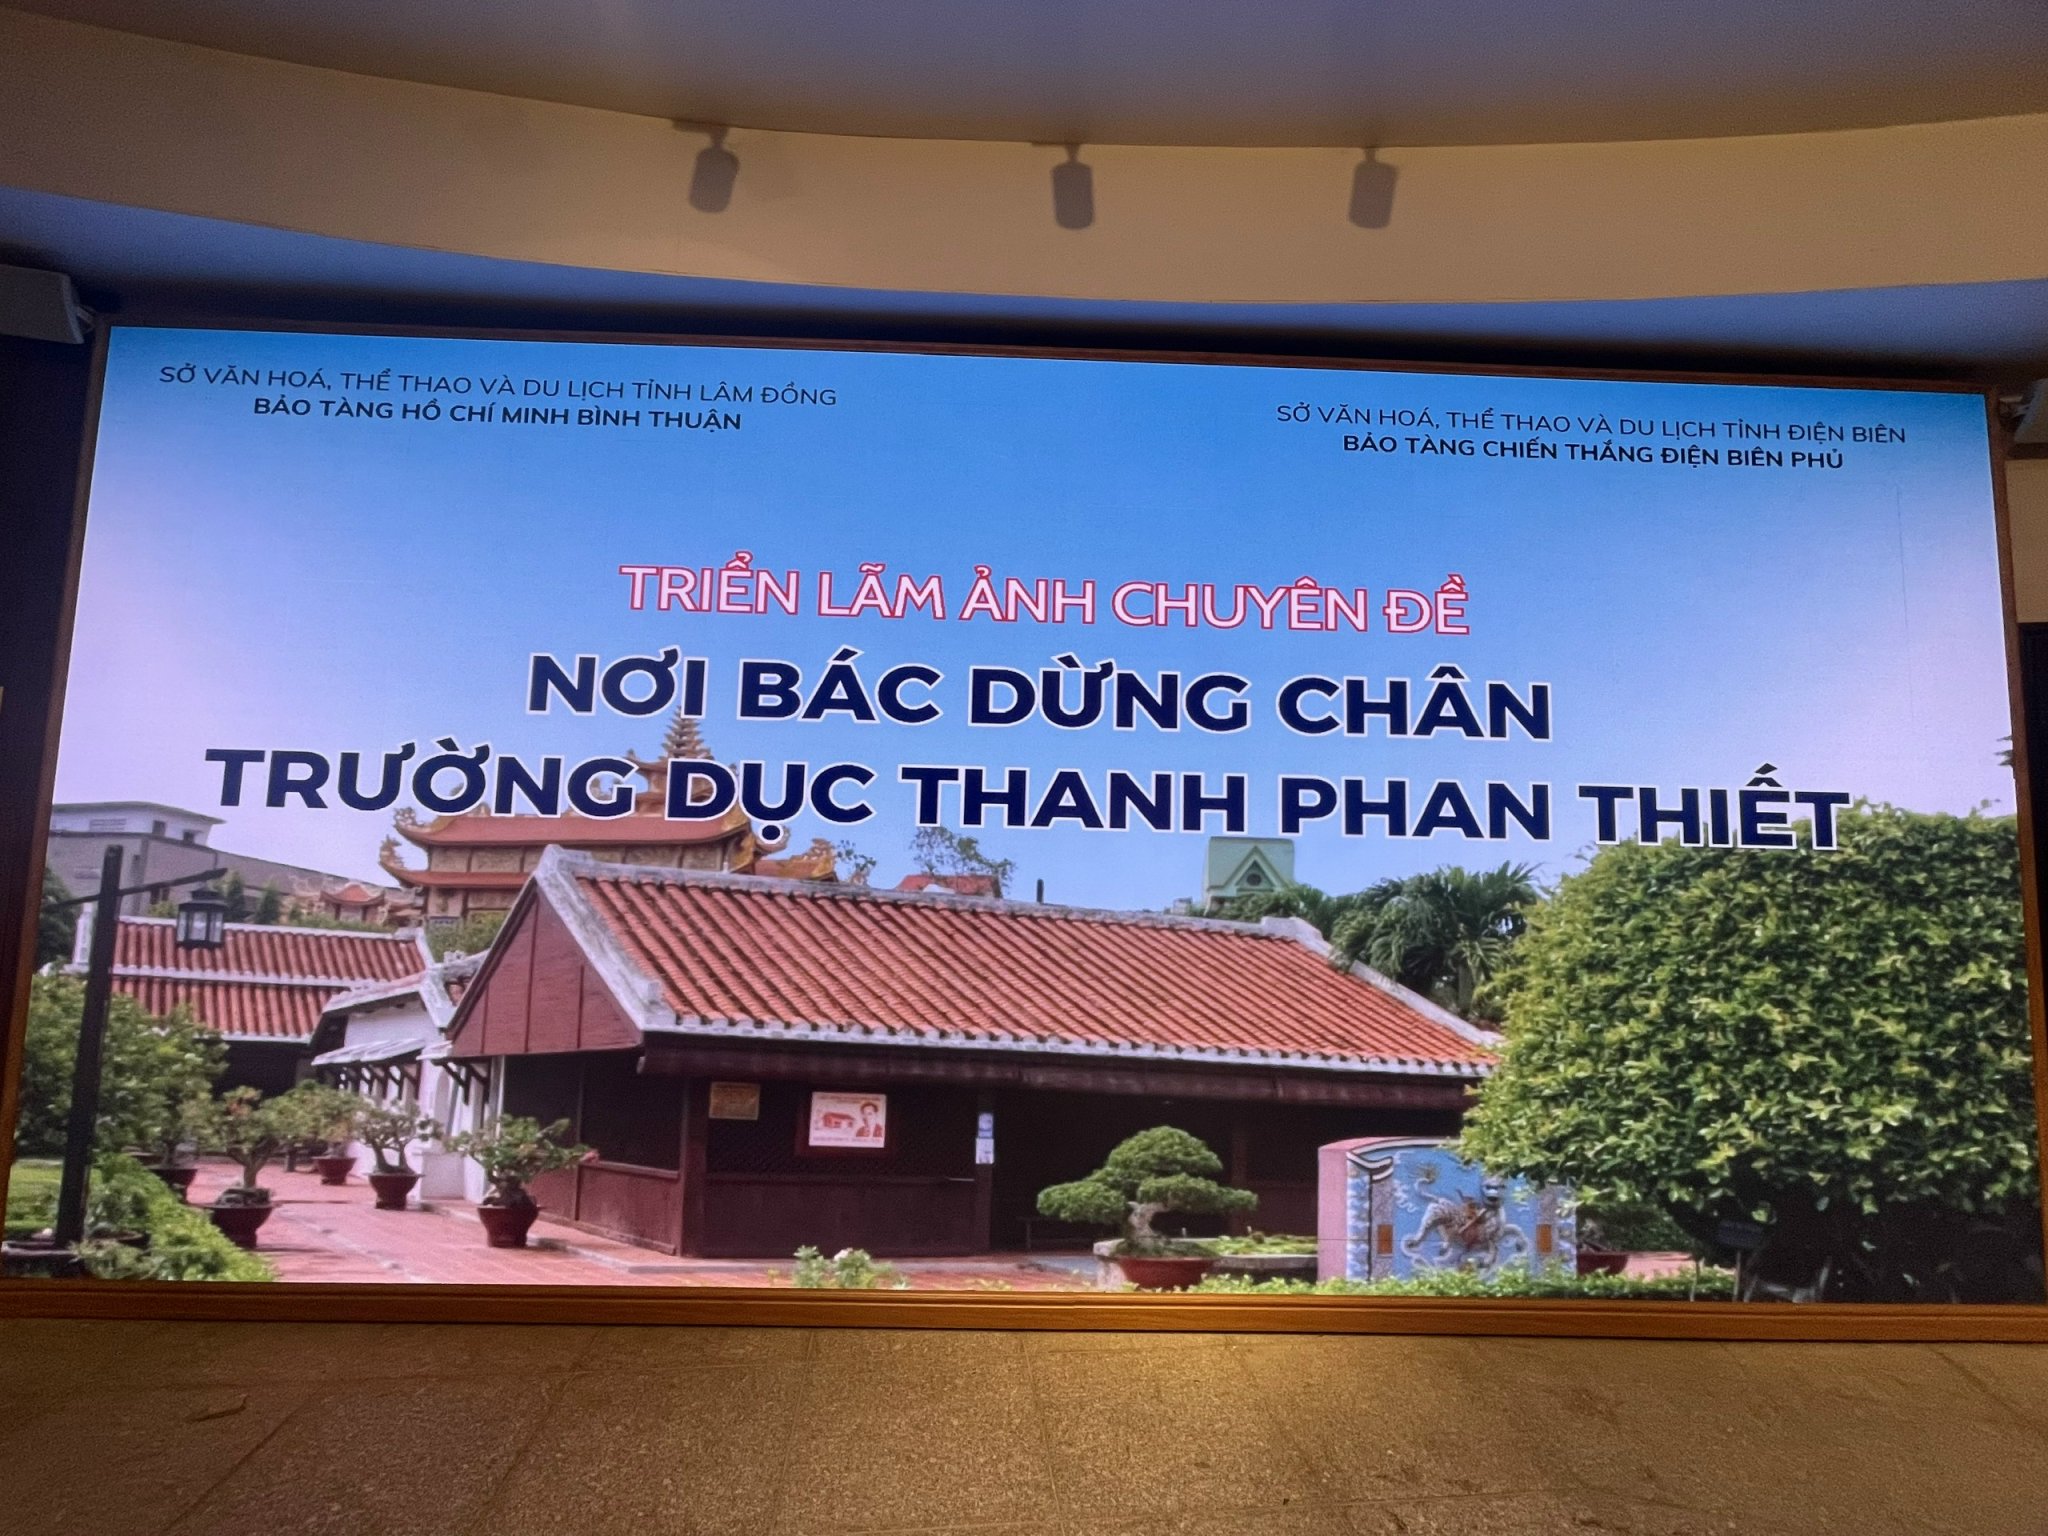 SỞ VĂN HOÁ, THỂ THAO VÀ DU LỊCH TỈNH LÂM ĐỒNG
BẢO TÀNG HỒ CHÍ MINH BÌNH THUẬN
SỞ VĂN HOÁ, THỂ THAO VÀ DU LỊCH TỈNH ĐIỆN BIÊN
BẢO TÀNG CHIẾN THẮNG ĐIỆN BIÊN PHỦ
TRIỂN LÃM ẢNH CHUYÊN ĐỀ
NƠI BÁC DỪNG CHÂN
TRƯỜNG DỤC THANH PHAN THIẾT